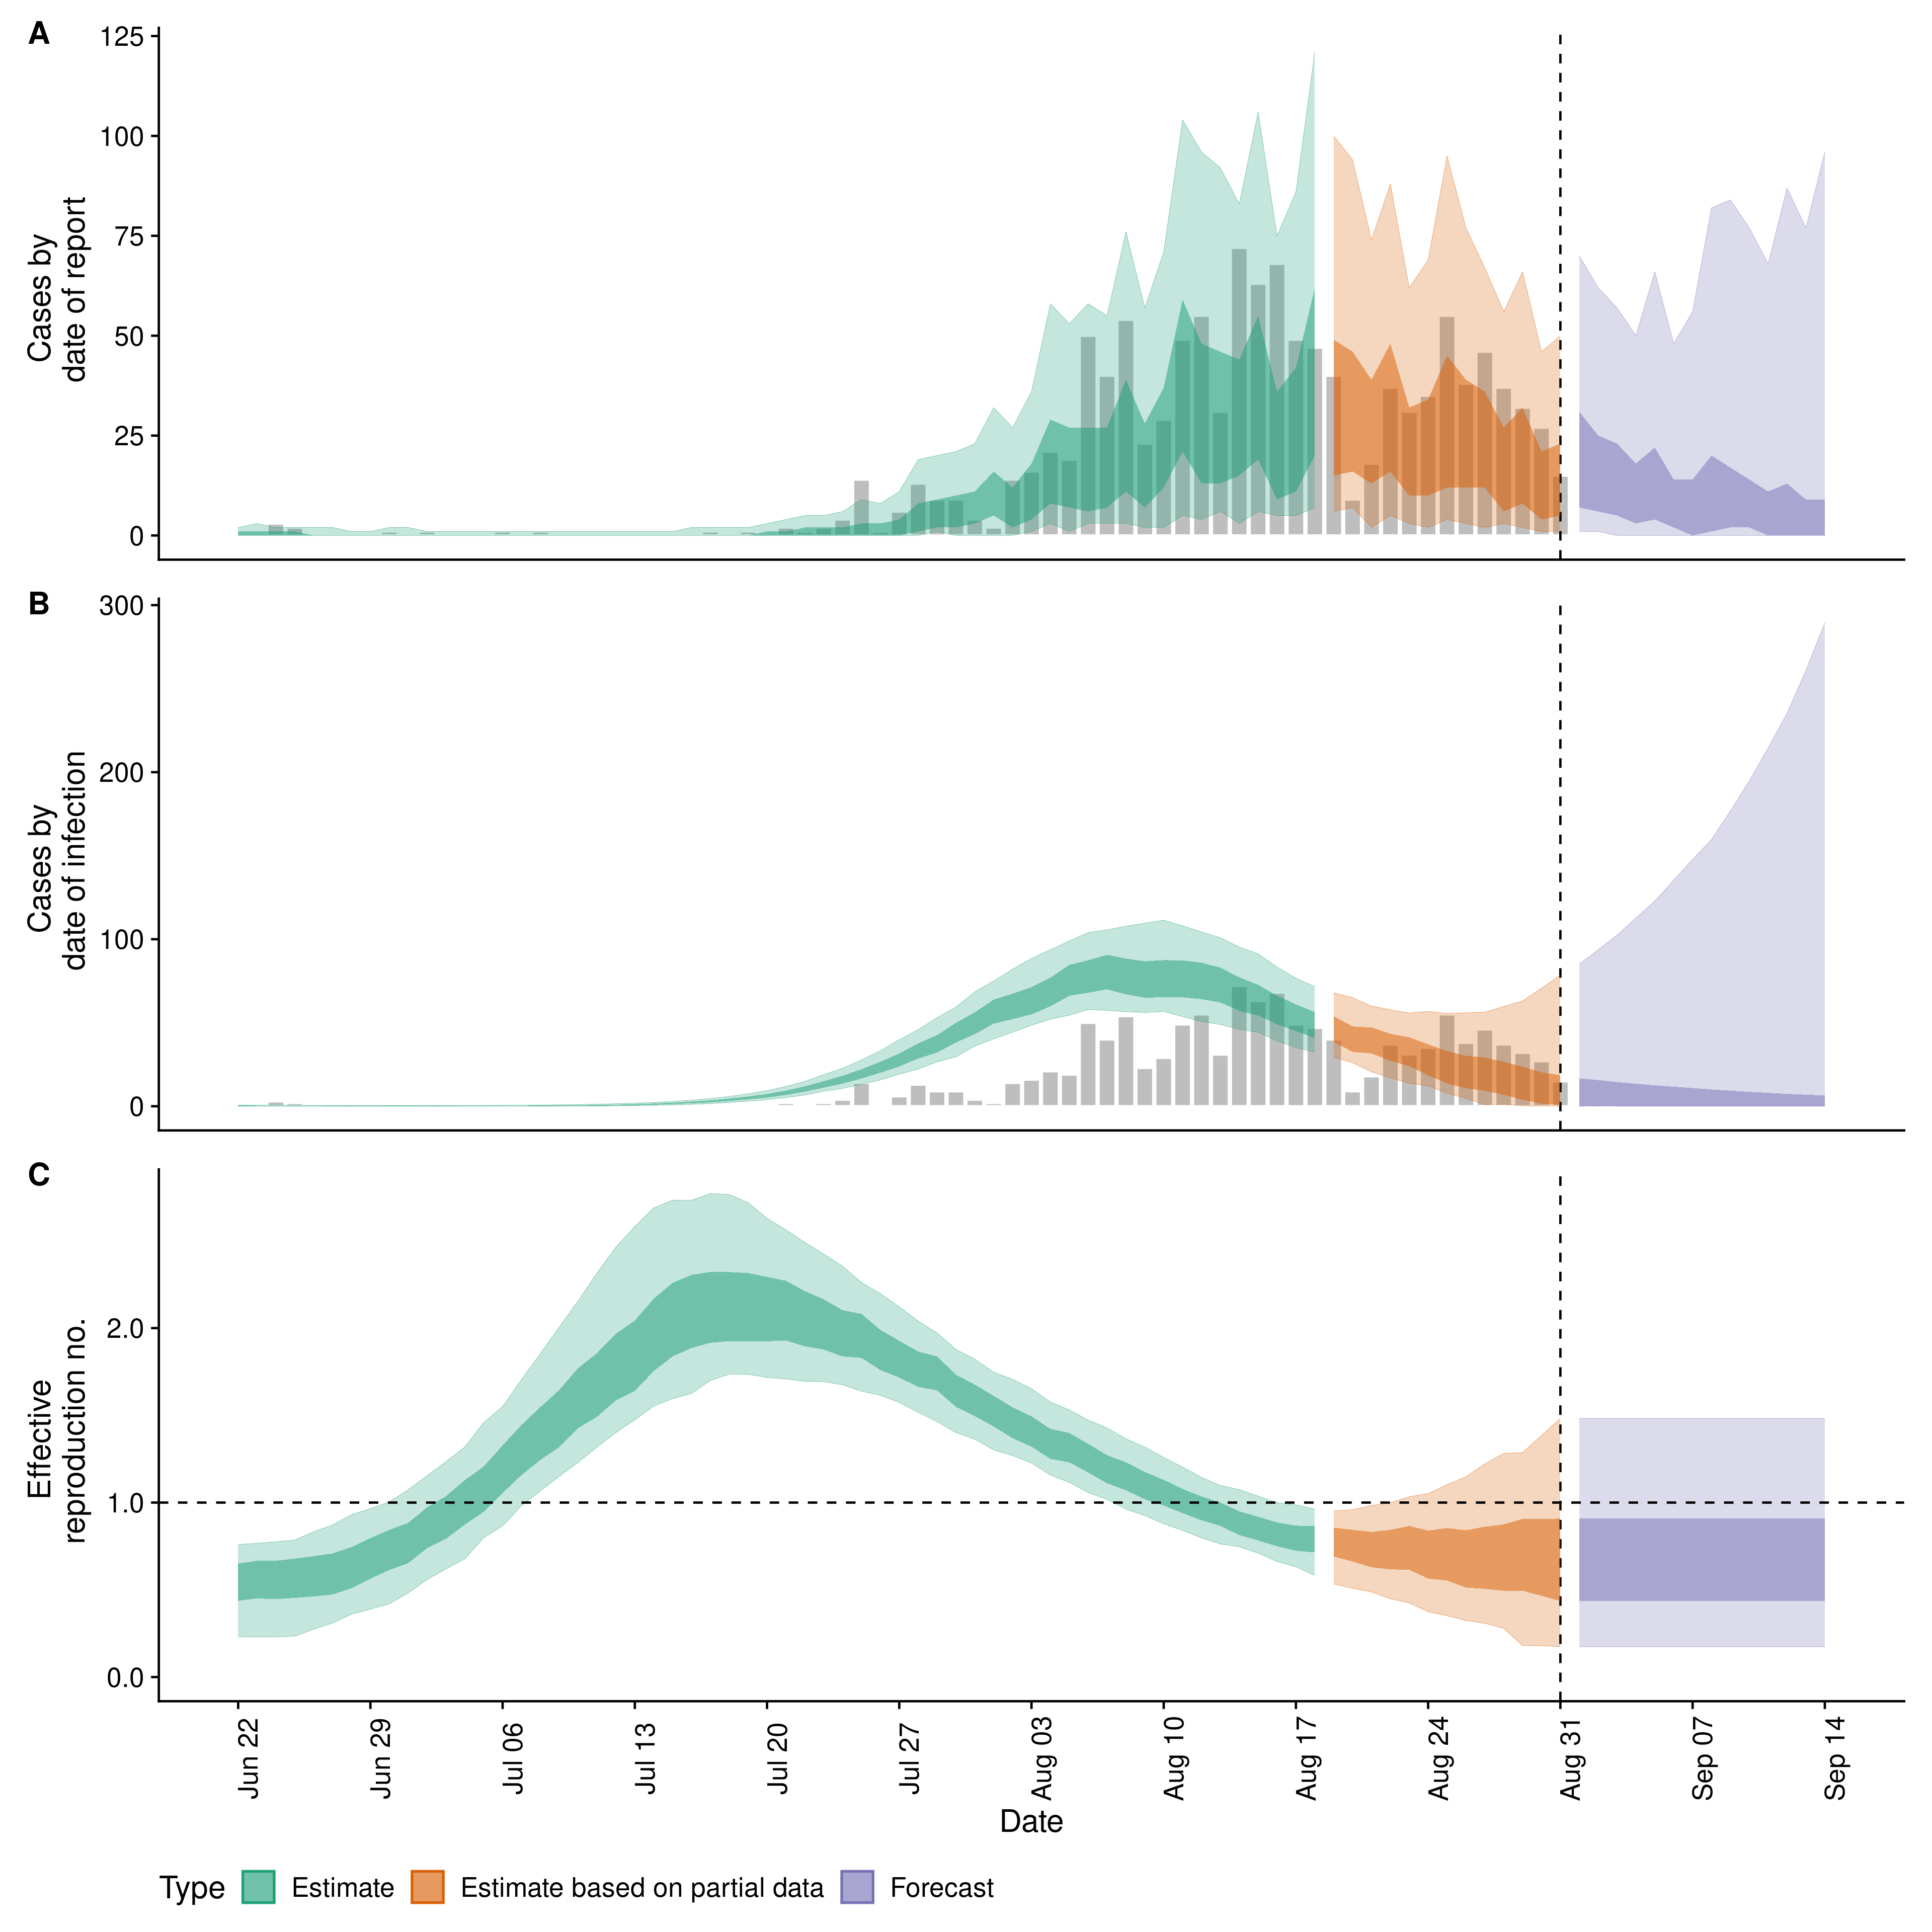 A
125
100
75
50
25
0
Cases by
date of report
B
300
200
100
0
Cases by
date of infection
C
2.0
1.0
0.0
Effective
reproduction no.
Jun 22
Jun 29
Jul 06
Jul 13
Jul 20
Jul 27
Aug 03
Aug 10
Aug 17
Aug 24
Aug 31
Sep 07
Sep 14
Date
Type Estimate Estimate based on partial data Forecast